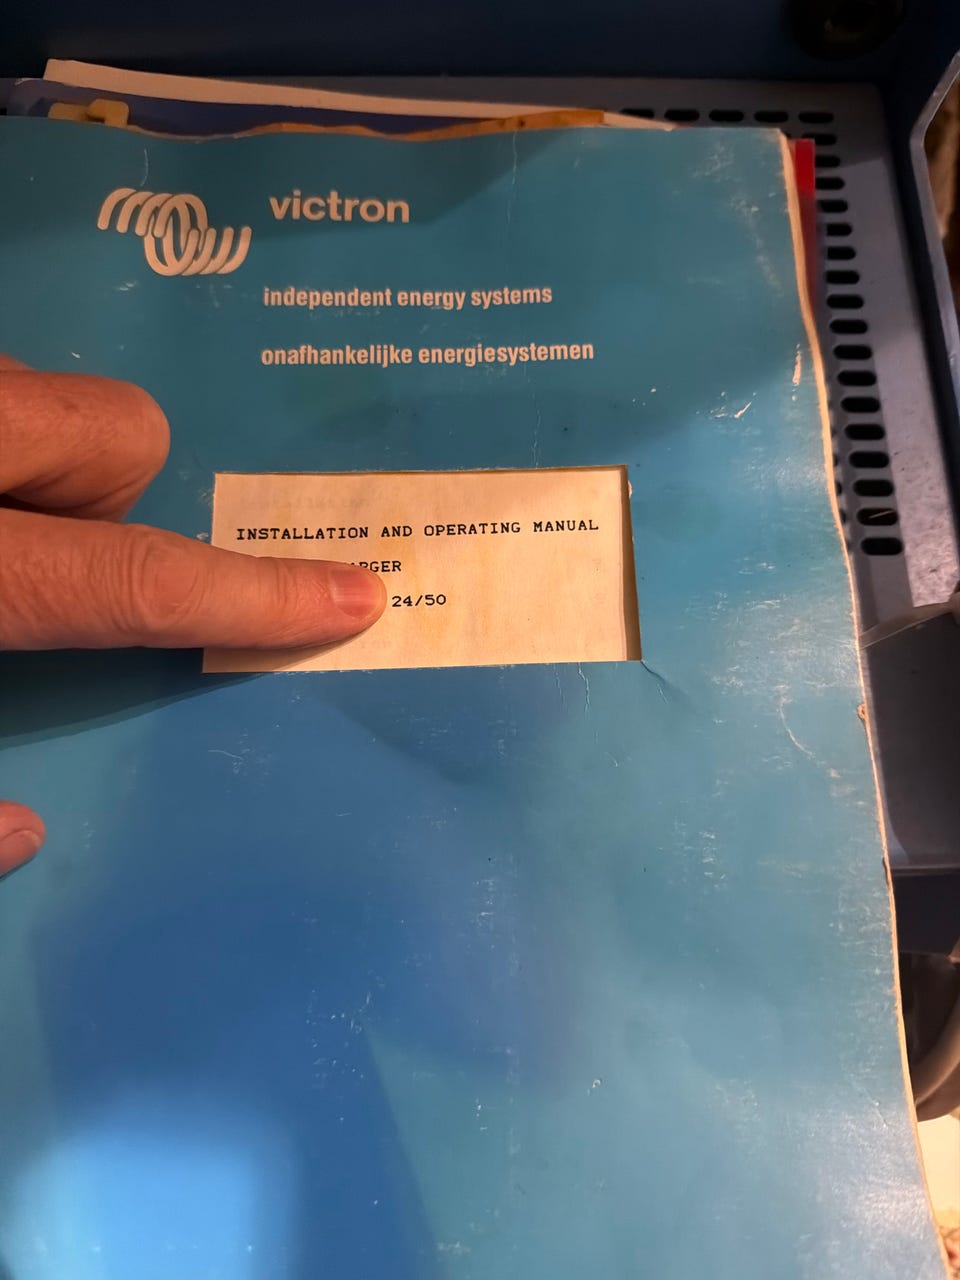 victron
independent energy systems
onafhankelijke energiesystemen
INSTALLATION AND OPERATING MANUAL
24/50